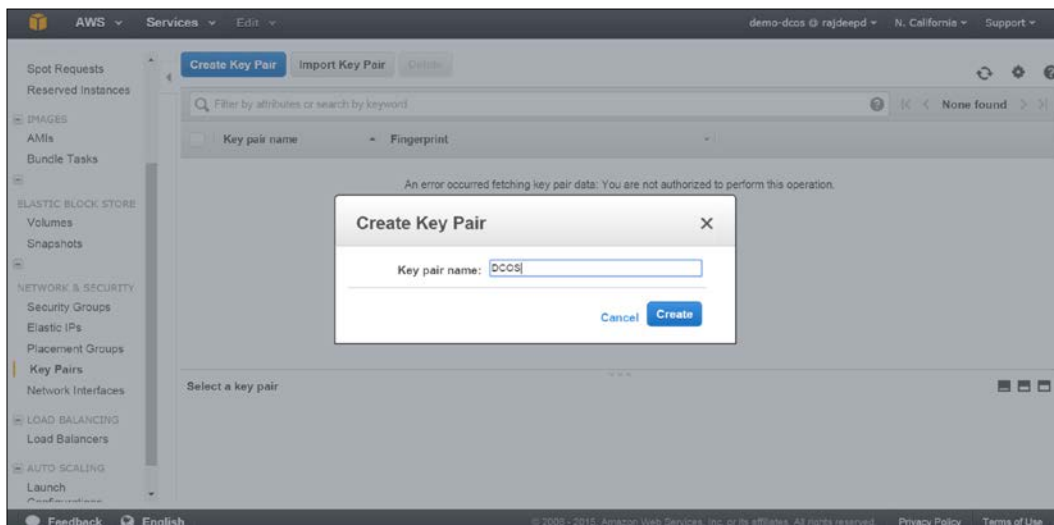 AWS Services Edit demo-dcos @ rajdeepd N. California Support
Spot Requests
Reserved Instances
IMAGES
AMIs
Bundle Tasks
ELASTIC BLOCK STORE
Volumes
Snapshots
NETWORK & SECURITY
Security Groups
Elastic IPs
Placement Groups
Key Pairs
Network Interfaces
LOAD BALANCING
Load Balancers
AUTO SCALING
Launch
Configurations
Create Key Pair Import Key Pair Delete
Filter by attributes or search by keyword None found
Key pair name Fingerprint
An error occurred fetching key pair data: You are not authorized to perform this operation.
Create Key Pair
Key pair name: DCOS
Cancel Create
Select a key pair
Feedback English © 2008 - 2015, Amazon Web Services, Inc. or its affiliates. All rights reserved. Privacy Policy Terms of Use